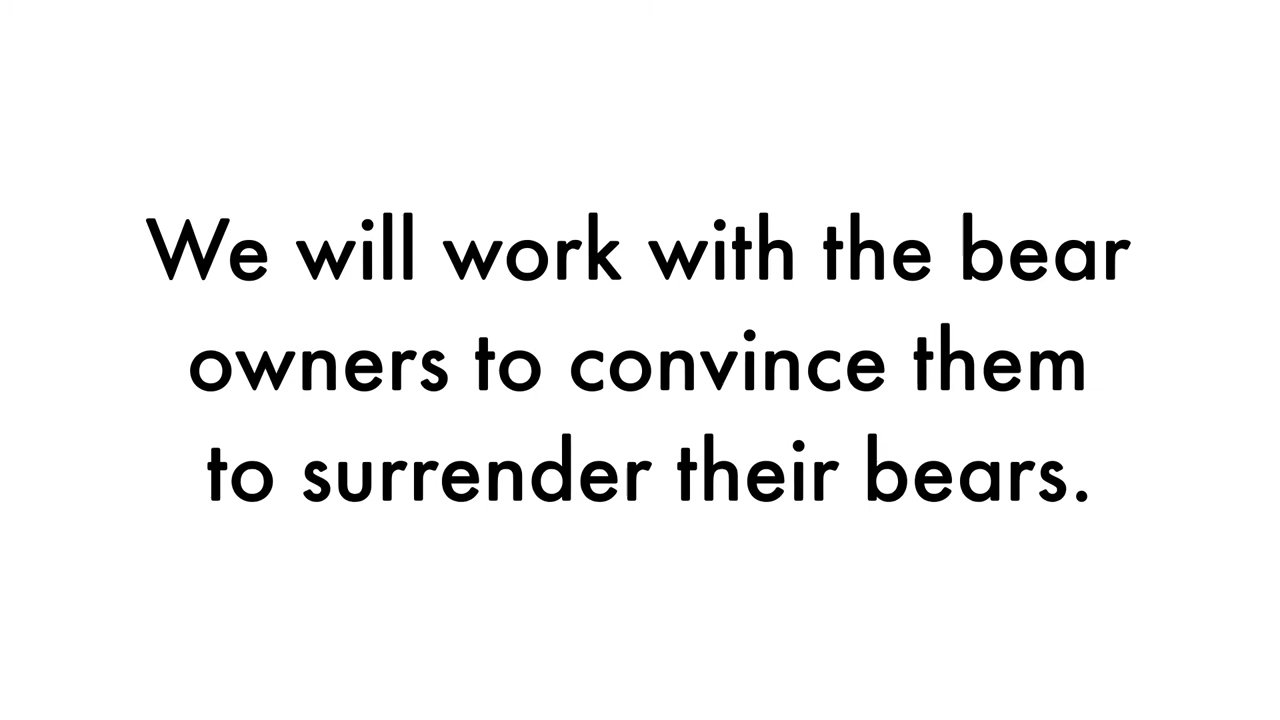 We will work with the bear
owners to convince them
to surrender their bears.